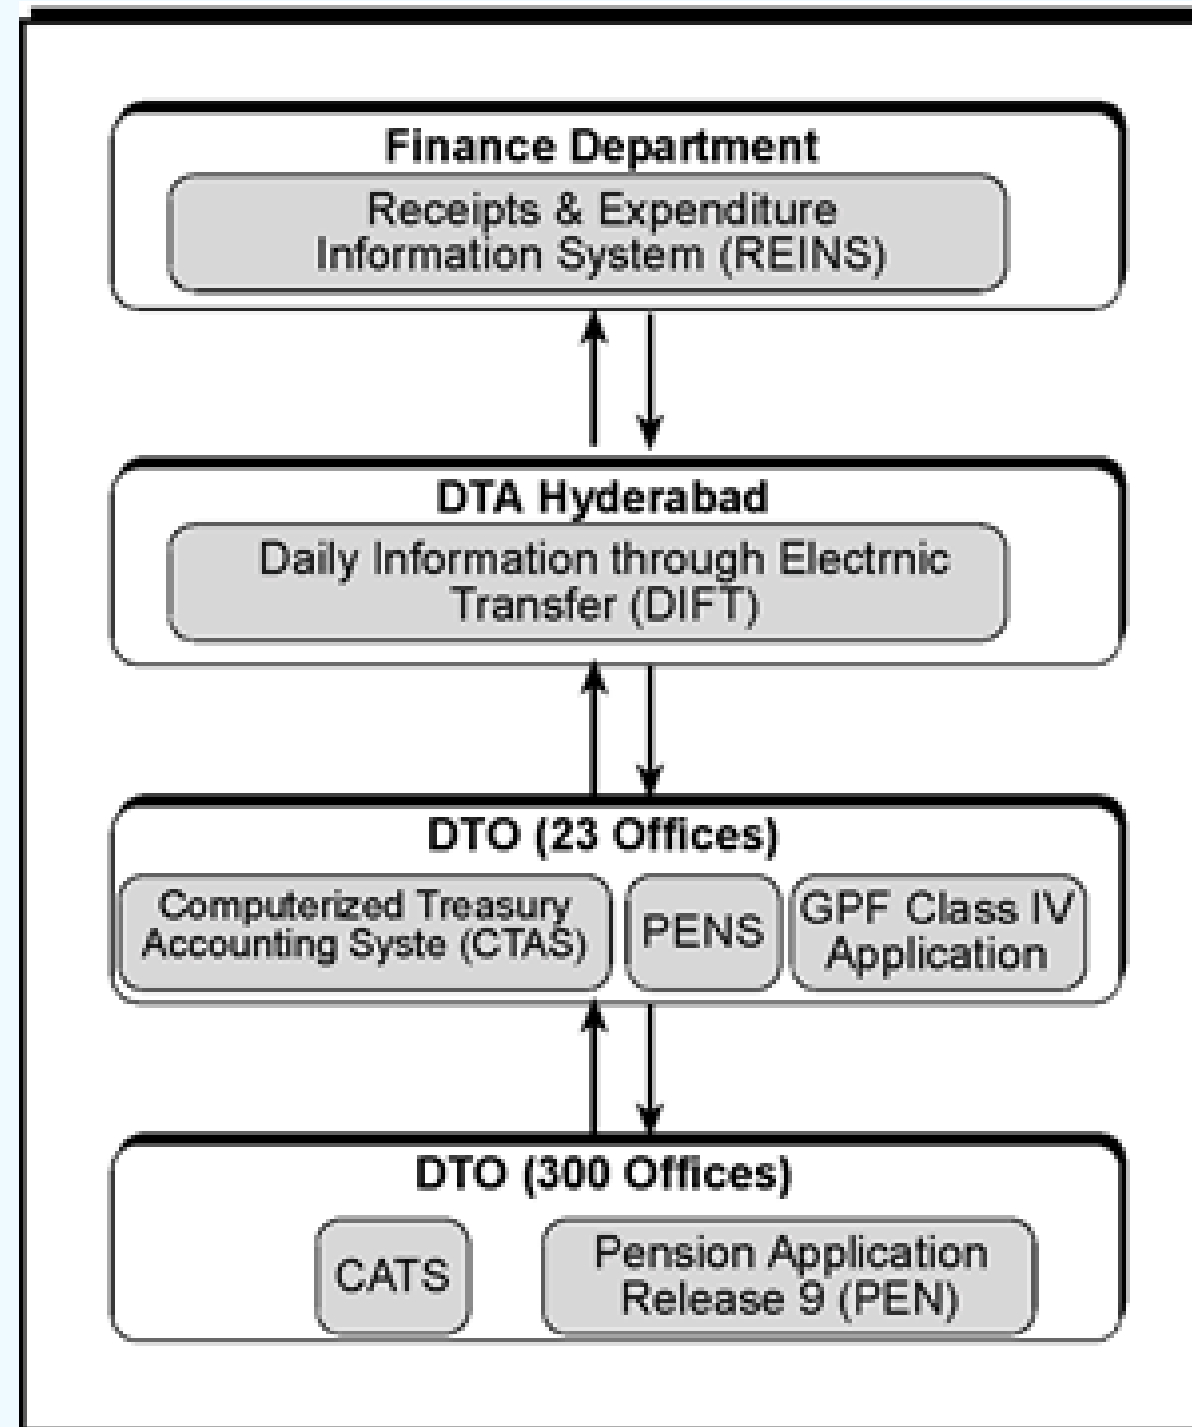 Finance Department
Receipts & Expenditure
Information System (REINS)
DTA Hyderabad
Daily Information through Electrnic
Transfer (DIFT)
DTO (23 Offices)
Computerized Treasury
Accounting Syste (CTAS)
PENS
GPF Class IV
Application
DTO (300 Offices)
CATS
Pension Application
Release 9 (PEN)